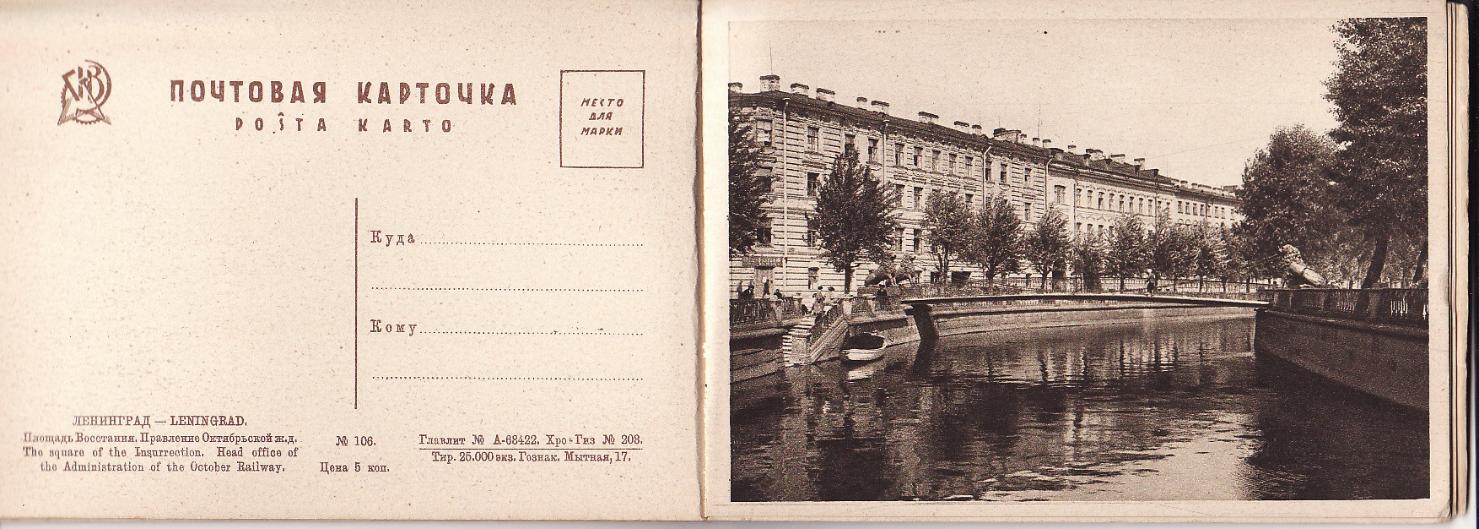 ПОЧТОВАЯ КАРТОЧКА
POŜTA KARTO
МЕСТО
ДЛЯ
МАРКИ
Куда
Кому
ЛЕНИНГРАД — LENINGRAD.
Площадь Восстания. Правление Октябрьской ж.д.
The square of the Insurrection. Head office of
the Administration of the October Railway.
№ 106.
Цена 5 коп.
Главлит № А-68422. Хро-Гиз № 208.
Тир. 25.000 экз. Гознак. Мытная, 17.